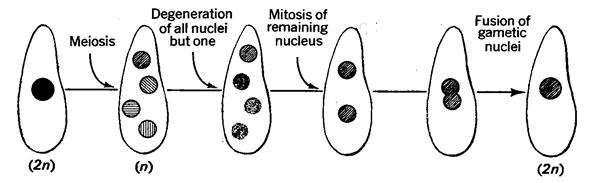 Meiosis
Degeneration
of all nuclei
but one
Mitosis of
remaining
nucleus
Fusion of
gametic
nuclei
(2n)
(n)
(2n)